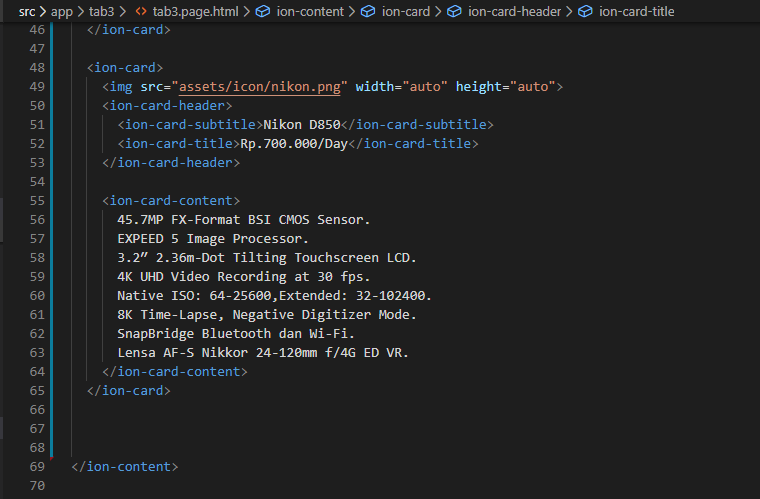 src > app > tab3 > <> tab3.page.html > ion-content > ion-card > ion-card-header > ion-card-title
46 </ion-card>
47
48 <ion-card>
49 <img src="assets/icon/nikon.png" width="auto" height="auto">
50 <ion-card-header>
51 <ion-card-subtitle>Nikon D850</ion-card-subtitle>
52 <ion-card-title>Rp.700.000/Day</ion-card-title>
53 </ion-card-header>
54
55 <ion-card-content>
56 45.7MP FX-Format BSI CMOS Sensor.
57 EXPEED 5 Image Processor.
58 3.2” 2.36m-Dot Tilting Touchscreen LCD.
59 4K UHD Video Recording at 30 fps.
60 Native ISO: 64-25600,Extended: 32-102400.
61 8K Time-Lapse, Negative Digitizer Mode.
62 SnapBridge Bluetooth dan Wi-Fi.
63 Lensa AF-S Nikkor 24-120mm f/4G ED VR.
64 </ion-card-content>
65 </ion-card>
66
67
68
69 </ion-content>
70